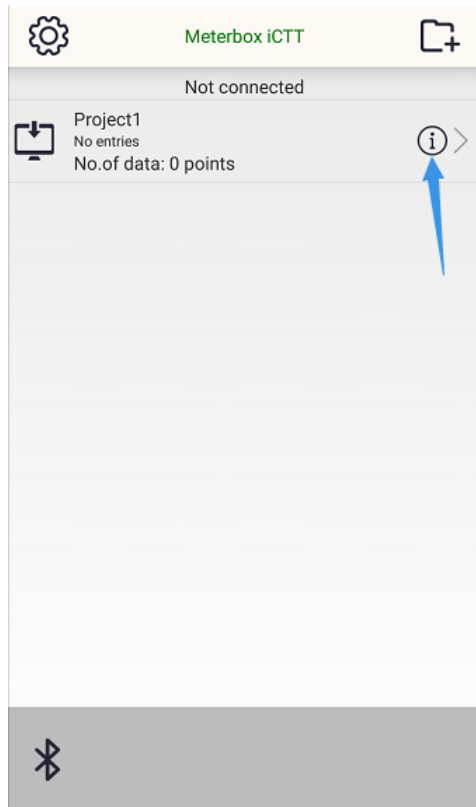 Meterbox iCTT
Not connected
Project1
No entries
No.of data: 0 points